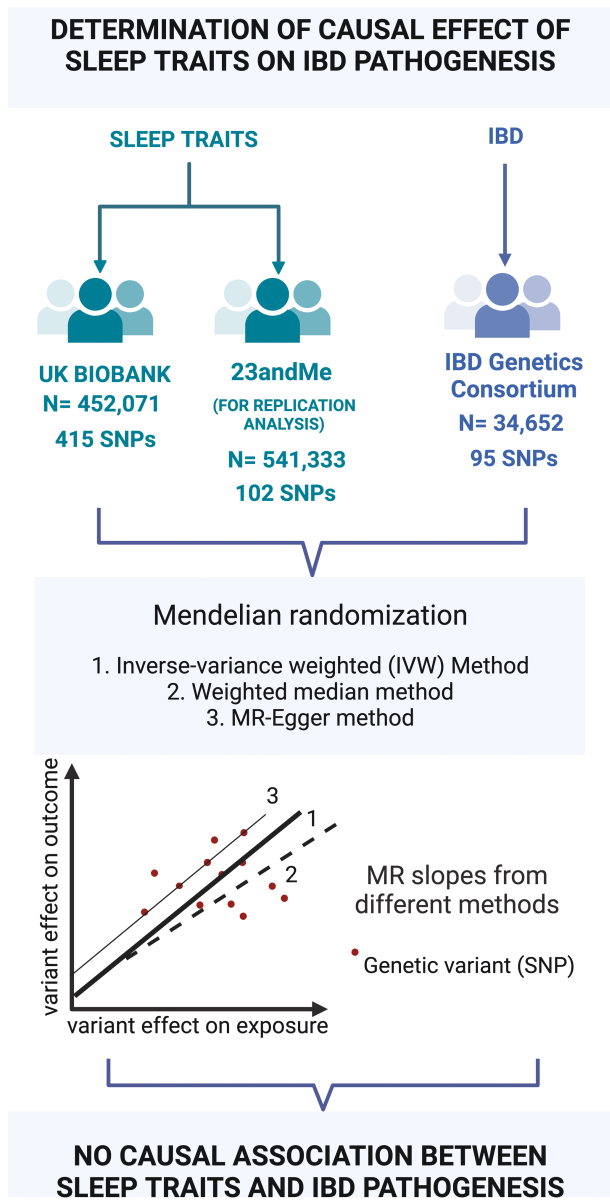 DETERMINATION OF CAUSAL EFFECT OF
SLEEP TRAITS ON IBD PATHOGENESIS
SLEEP TRAITS
IBD
UK BIOBANK
N= 452,071
415 SNPs
23andMe
(FOR REPLICATION
ANALYSIS)
N= 541,333
102 SNPs
IBD Genetics
Consortium
N= 34,652
95 SNPs
Mendelian randomization
1. Inverse-variance weighted (IVW) Method
2. Weighted median method
3. MR-Egger method
variant effect on outcome
3
1
2
variant effect on exposure
MR slopes from
different methods
Genetic variant (SNP)
NO CAUSAL ASSOCIATION BETWEEN
SLEEP TRAITS AND IBD PATHOGENESIS